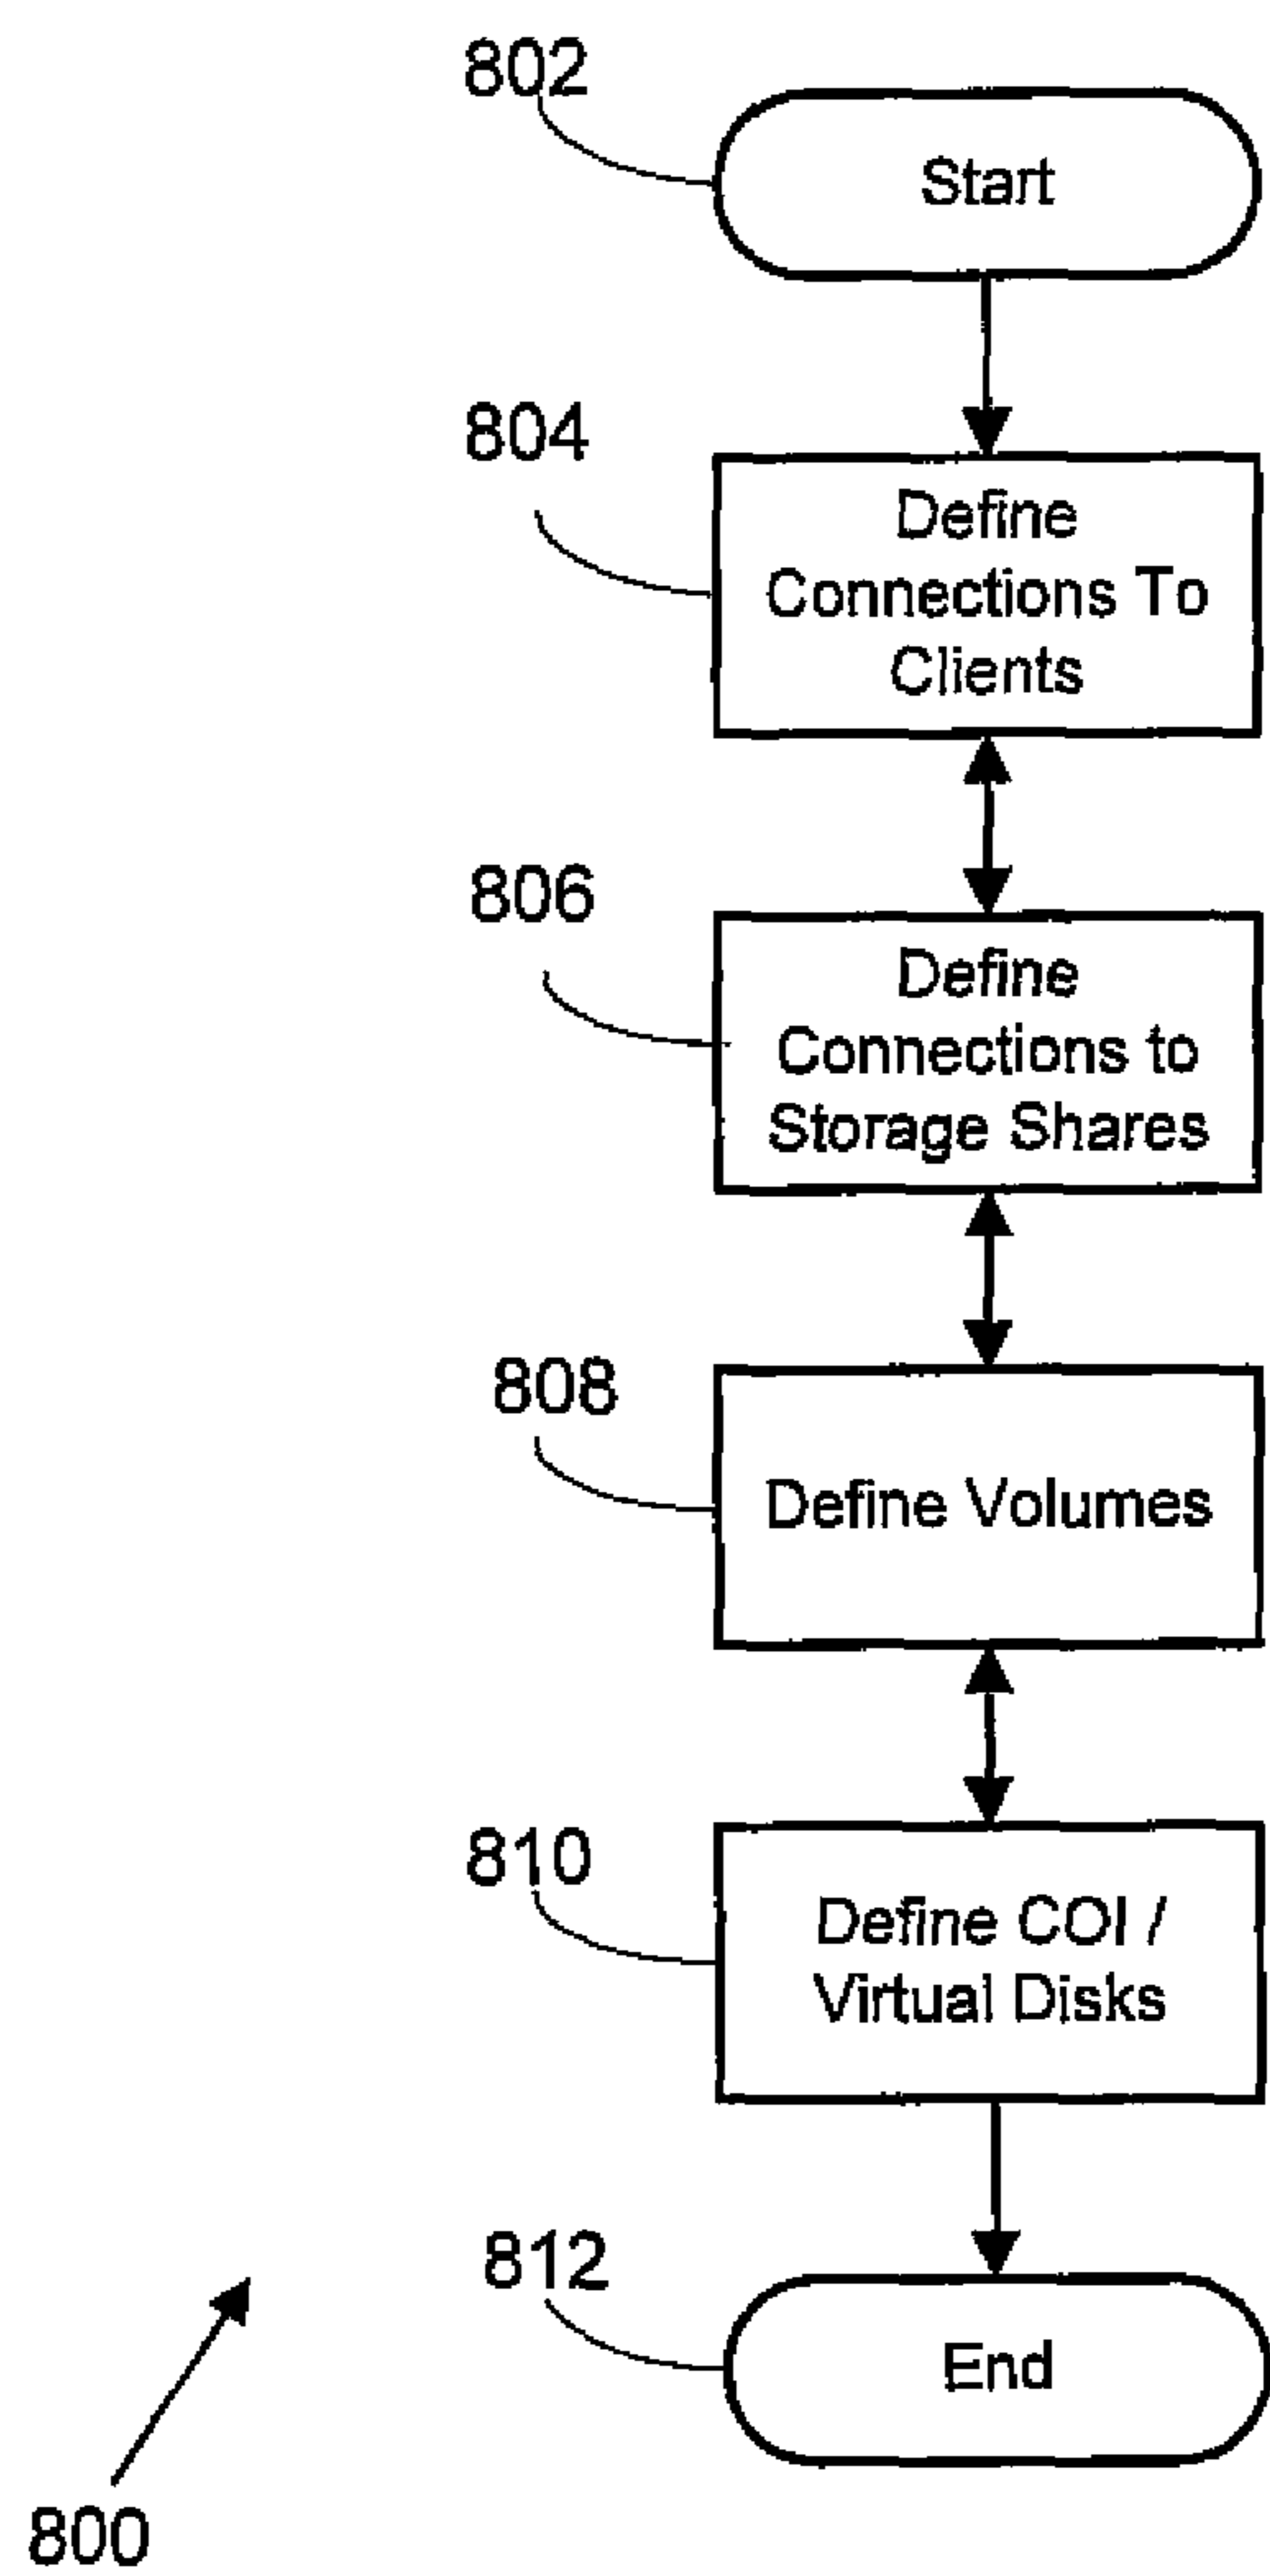 802
Start
804
Define
Connections To
Clients
806
Define
Connections to
Storage Shares
808
Define Volumes
810
Define COI /
Virtual Disks
812
End
800